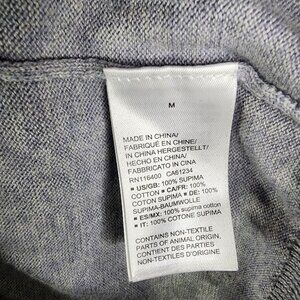 M
MADE IN CHINA/
FABRIQUÉ EN CHINE/
IN CHINA HERGESTELLT/
HECHO EN CHINA/
FABBRICATO IN CINA
RN116400 CA61234
▪ US/GB: 100% SUPIMA
COTTON ▪ CA/FR: 100%
COTON SUPIMA ▪ DE: 100%
SUPIMA-BAUMWOLLE
▪ ES/MX: 100% supima cotton
▪ IT: 100% COTONE SUPIMA
CONTAINS NON-TEXTILE
PARTS OF ANIMAL ORIGIN.
CONTIENT DES PARTIES
NON-TEXTILES D'ORIGINE